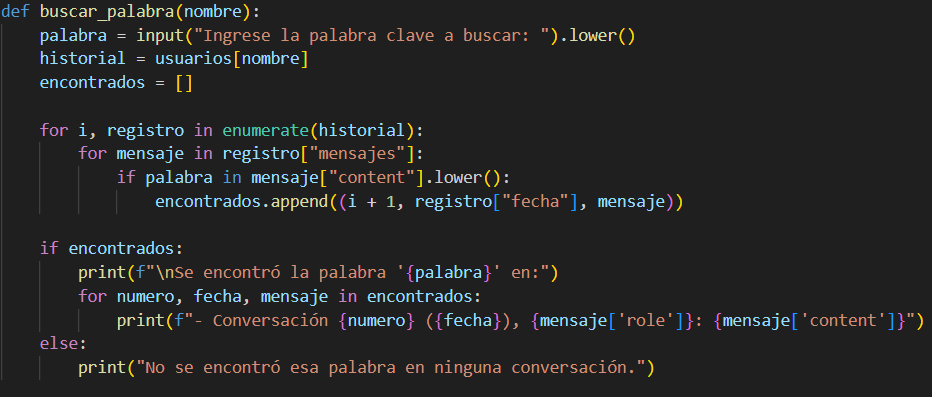 def buscar_palabra(nombre):
    palabra = input("Ingrese la palabra clave a buscar: ").lower()
    historial = usuarios[nombre]
    encontrados = []

    for i, registro in enumerate(historial):
        for mensaje in registro["mensajes"]:
            if palabra in mensaje["content"].lower():
                encontrados.append((i + 1, registro["fecha"], mensaje))

    if encontrados:
        print(f"\nSe encontró la palabra '{palabra}' en:")
        for numero, fecha, mensaje in encontrados:
            print(f"- Conversación {numero} ({fecha}), {mensaje['role']}: {mensaje['content']}")
    else:
        print("No se encontró esa palabra en ninguna conversación.")